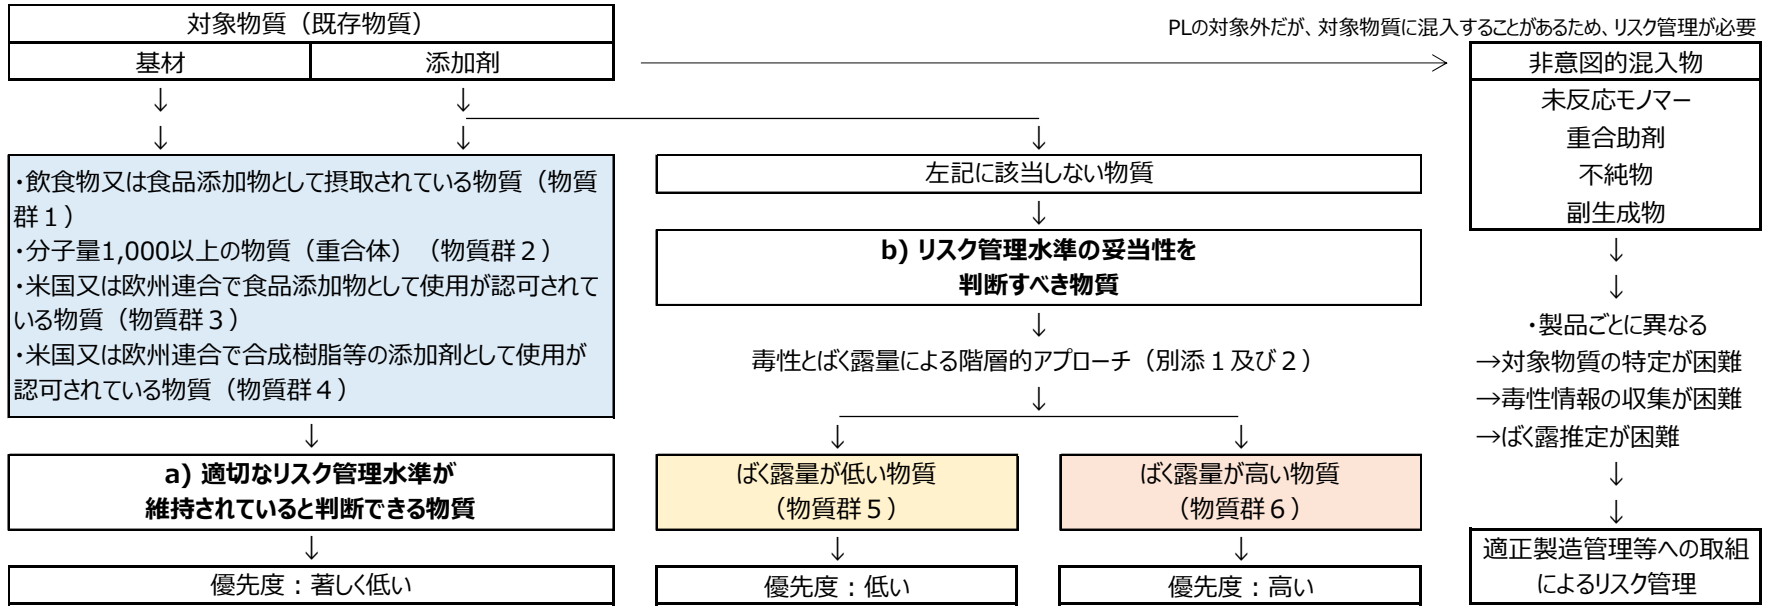 対象物質（既存物質）
基材
添加剤
PLの対象外だが、対象物質に混入することがあるため、リスク管理が必要
非意図的混入物
未反応モノマー
重合助剤
不純物
副生成物
・飲食物又は食品添加物として摂取されている物質（物質
群１）
・分子量1,000以上の物質（重合体）（物質群２）
・米国又は欧州連合で食品添加物として使用が認可されて
いる物質（物質群３）
・米国又は欧州連合で合成樹脂等の添加剤として使用が
認可されている物質（物質群４）
a) 適切なリスク管理水準が
維持されていると判断できる物質
優先度：著しく低い
左記に該当しない物質
b) リスク管理水準の妥当性を
判断すべき物質
毒性とばく露量による階層的アプローチ（別添１及び２）
ばく露量が低い物質
（物質群５）
優先度：低い
ばく露量が高い物質
（物質群６）
優先度：高い
・製品ごとに異なる
→対象物質の特定が困難
→毒性情報の収集が困難
→ばく露推定が困難
適正製造管理等への取組
によるリスク管理